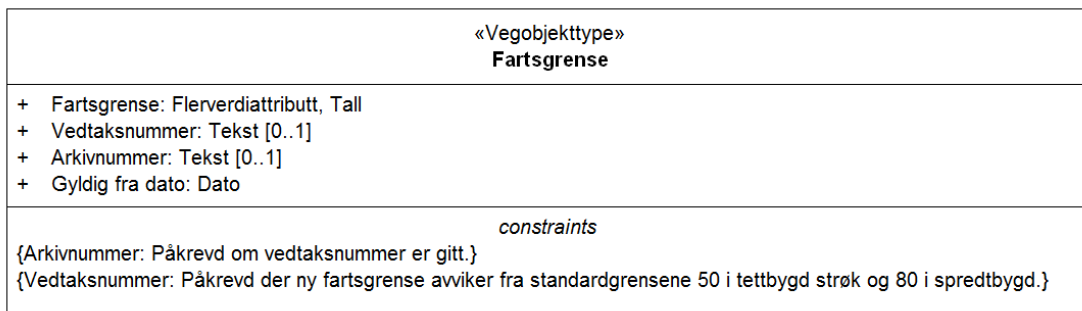 «Vegobjekttype»
Fartsgrense
+ Fartsgrense: Flerverdiattributt, Tall
+ Vedtaksnummer: Tekst [0..1]
+ Arkivnummer: Tekst [0..1]
+ Gyldig fra dato: Dato
constraints
{Arkivnummer: Påkrevd om vedtaksnummer er gitt.}
{Vedtaksnummer: Påkrevd der ny fartsgrense avviker fra standardgrensene 50 i tettbygd strøk og 80 i spredtbygd.}